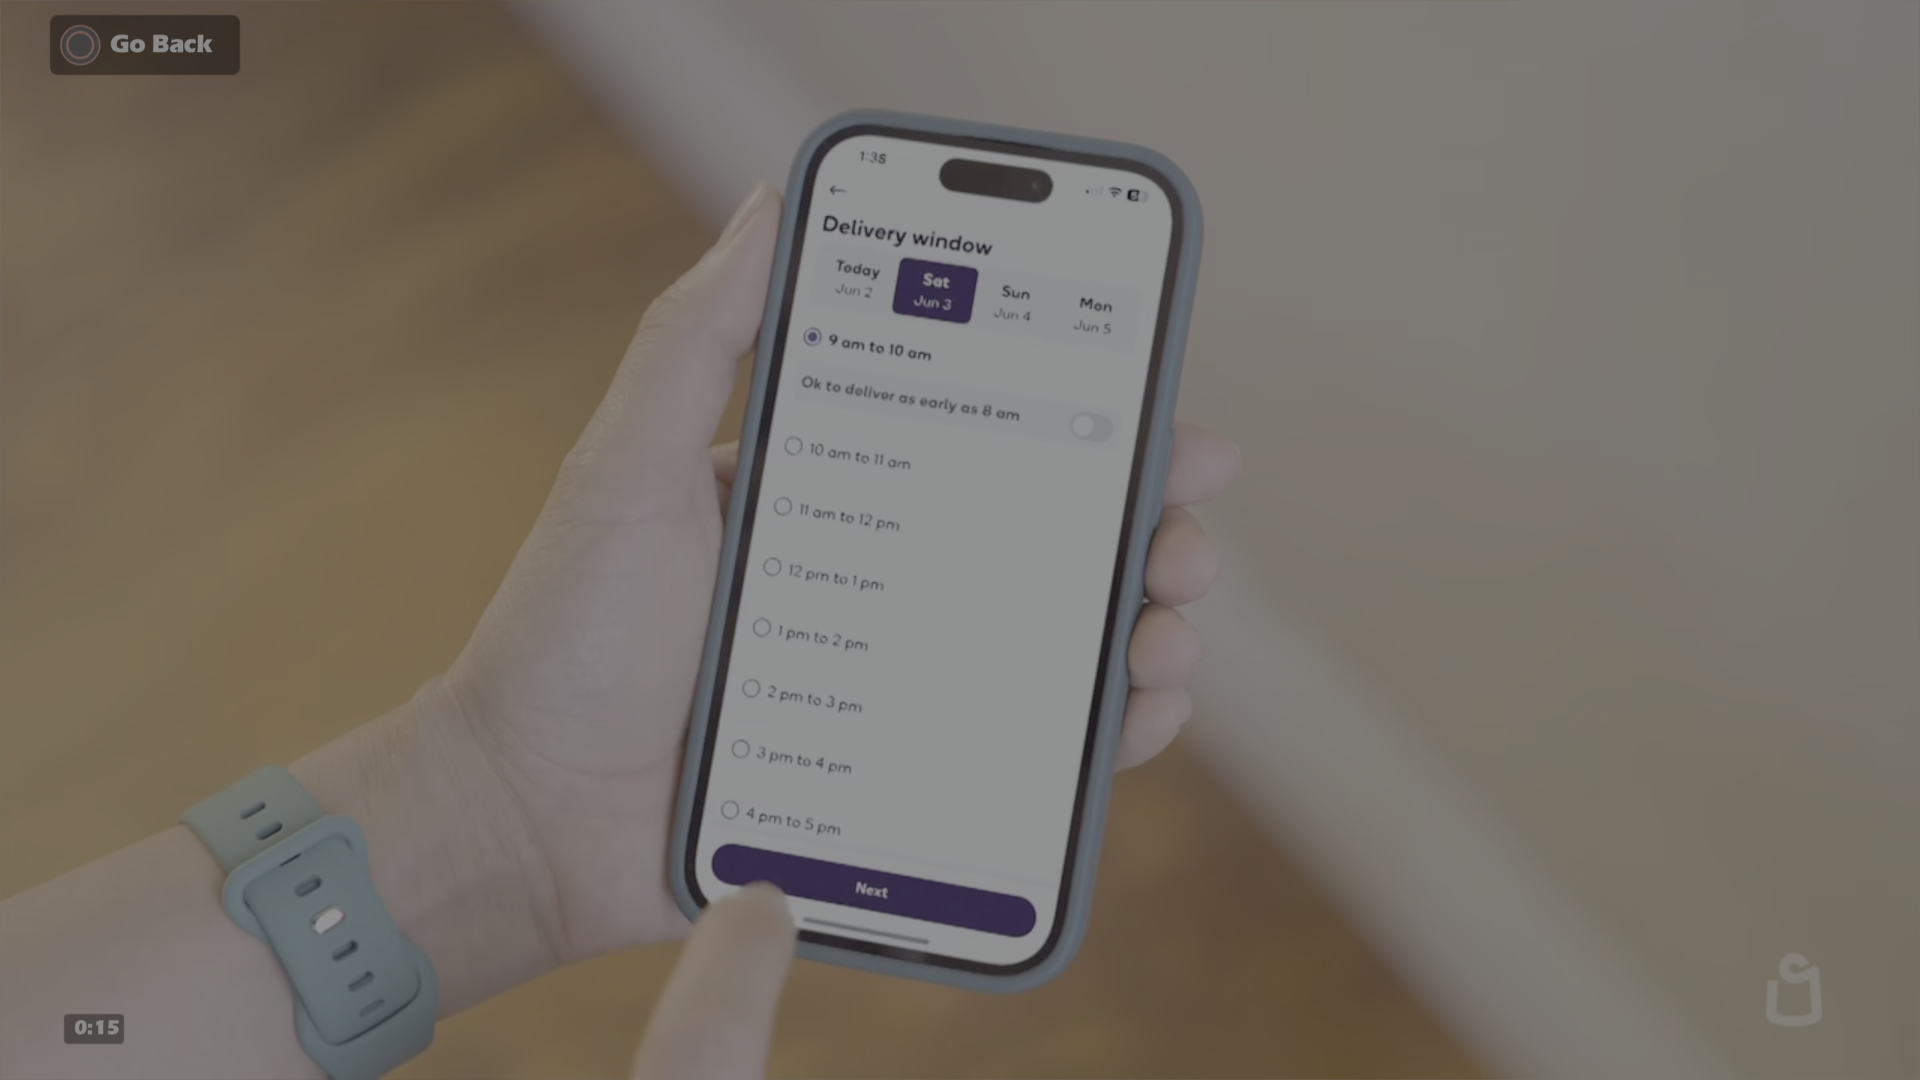 Go Back
1:38
←
Delivery window
Today
Jun 2
Sat
Jun 3
Sun
Jun 4
Mon
Jun 5
9 am to 10 am
Ok to deliver as early as 8 am
10 am to 11 am
11 am to 12 pm
12 pm to 1 pm
1 pm to 2 pm
2 pm to 3 pm
3 pm to 4 pm
4 pm to 5 pm
Next
0:15